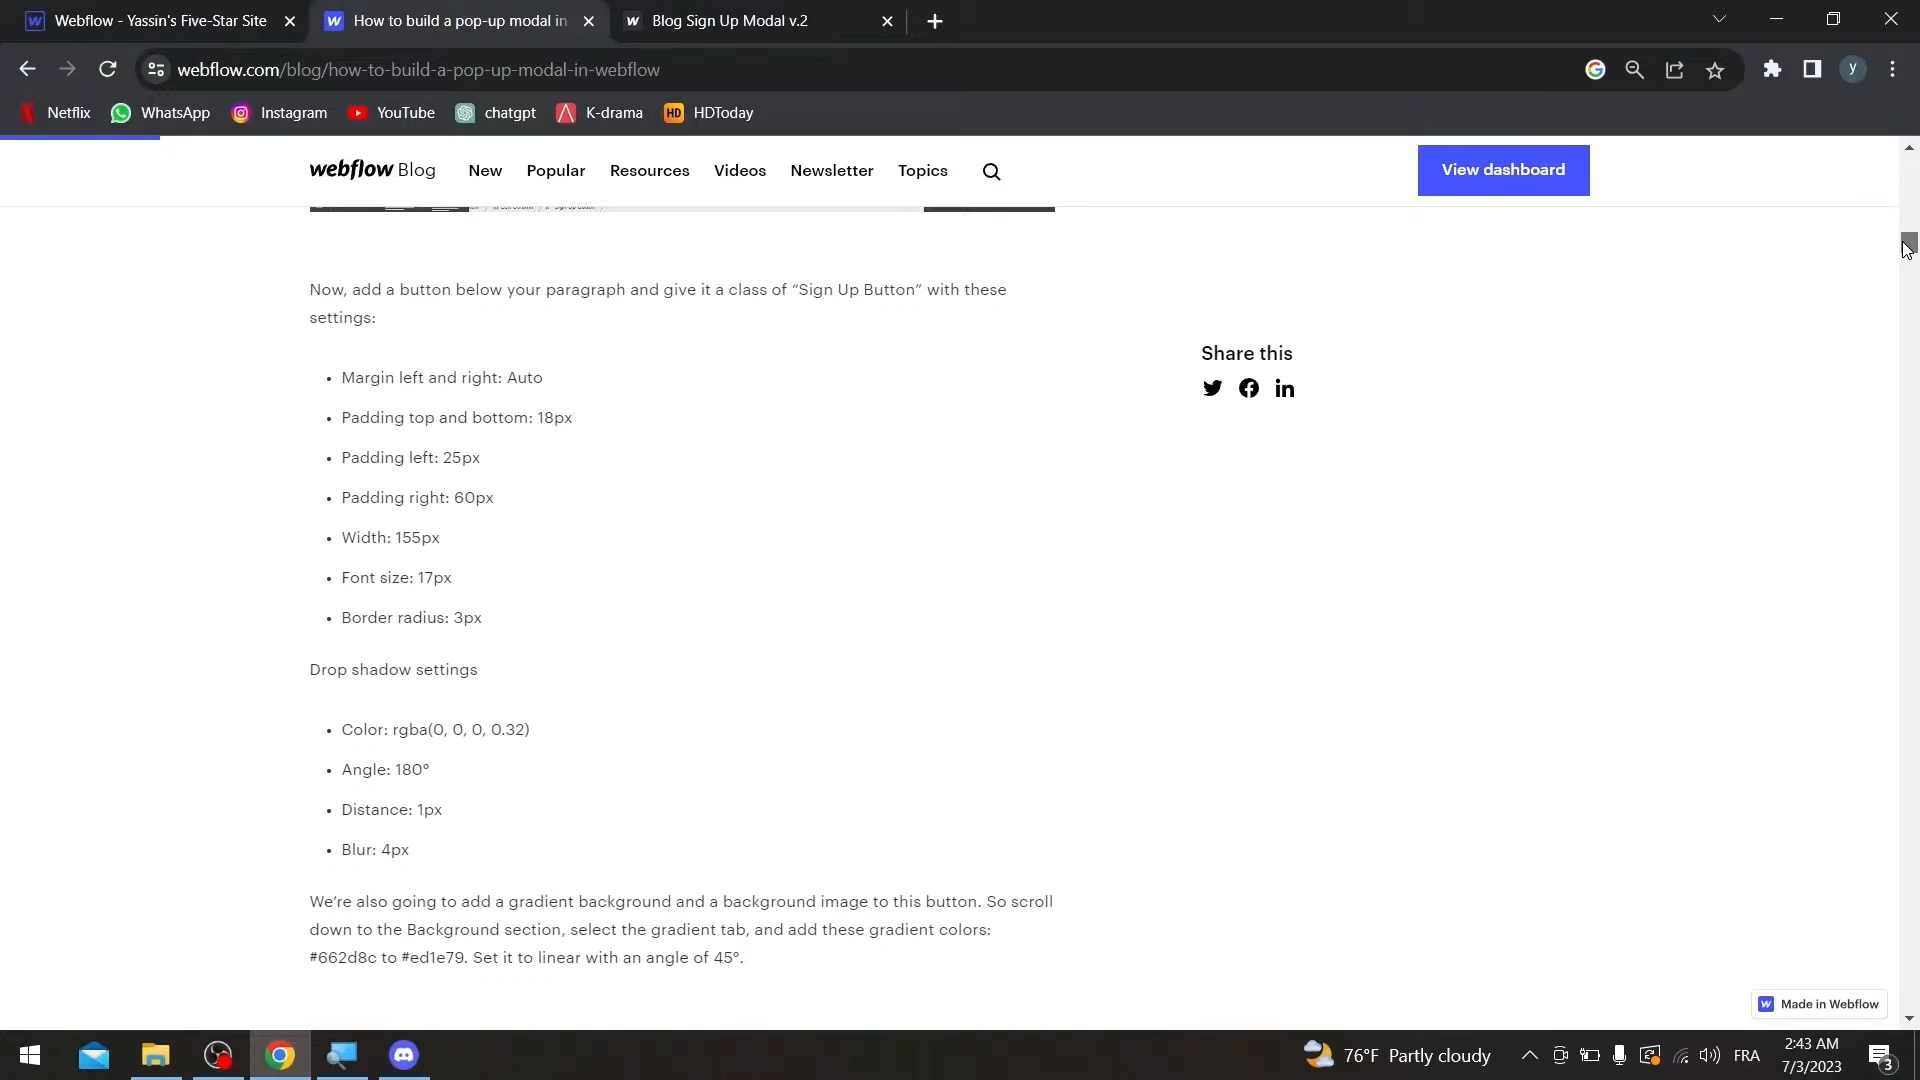 Webflow - Yassin's Five-Star Site
How to build a pop-up modal in
Blog Sign Up Modal v.2
webflow.com/blog/how-to-build-a-pop-up-modal-in-webflow
y
Netflix
WhatsApp
Instagram
YouTube
chatgpt
K-drama
HD HDToday
webflow Blog
New
Popular
Resources
Videos
Newsletter
Topics
View dashboard
Now, add a button below your paragraph and give it a class of “Sign Up Button” with these
settings:
Share this
• Margin left and right: Auto
• Padding top and bottom: 18px
• Padding left: 25px
• Padding right: 60px
• Width: 155px
• Font size: 17px
• Border radius: 3px
Drop shadow settings
• Color: rgba(0, 0, 0, 0.32)
• Angle: 180°
• Distance: 1px
• Blur: 4px
We’re also going to add a gradient background and a background image to this button. So scroll
down to the Background section, select the gradient tab, and add these gradient colors:
#662d8c to #ed1e79. Set it to linear with an angle of 45°.
Made in Webflow
76°F Partly cloudy
FRA
2:43 AM
7/3/2023
3